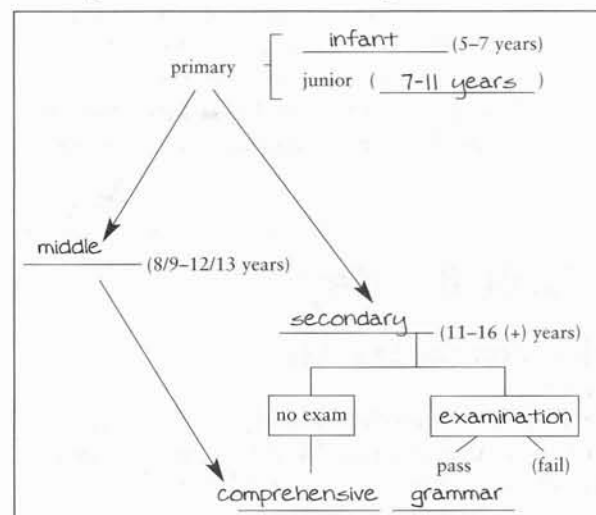 infant (5–7 years)
primary
junior ( 7-11 years )
middle
(8/9–12/13 years)
secondary
(11–16 (+) years)
no exam
examination
pass
(fail)
comprehensive
grammar